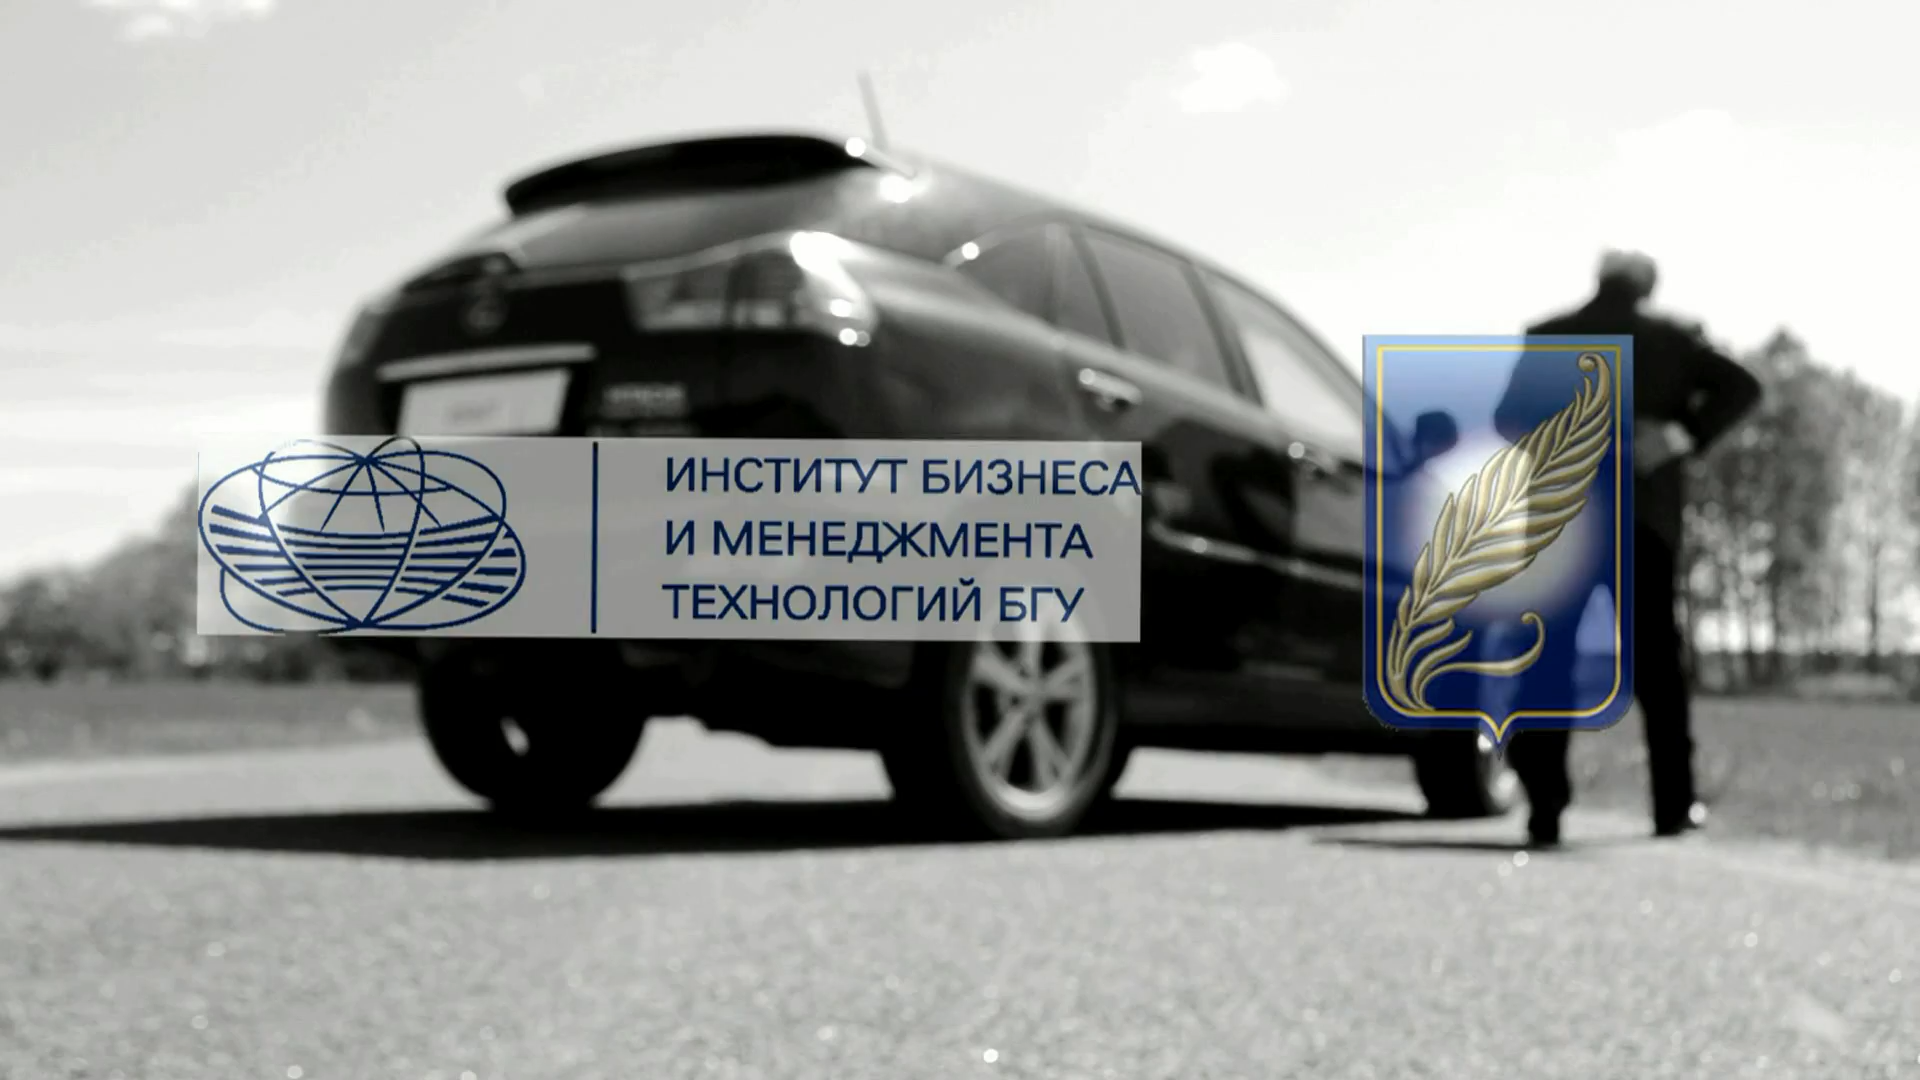 ИНСТИТУТ БИЗНЕСА
И МЕНЕДЖМЕНТА
ТЕХНОЛОГИЙ БГУ